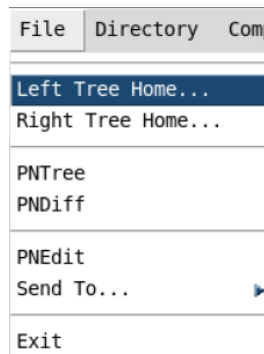 File Directory Com
Left Tree Home...
Right Tree Home...
PNTree
PNDiff
PNEdit
Send To...
Exit